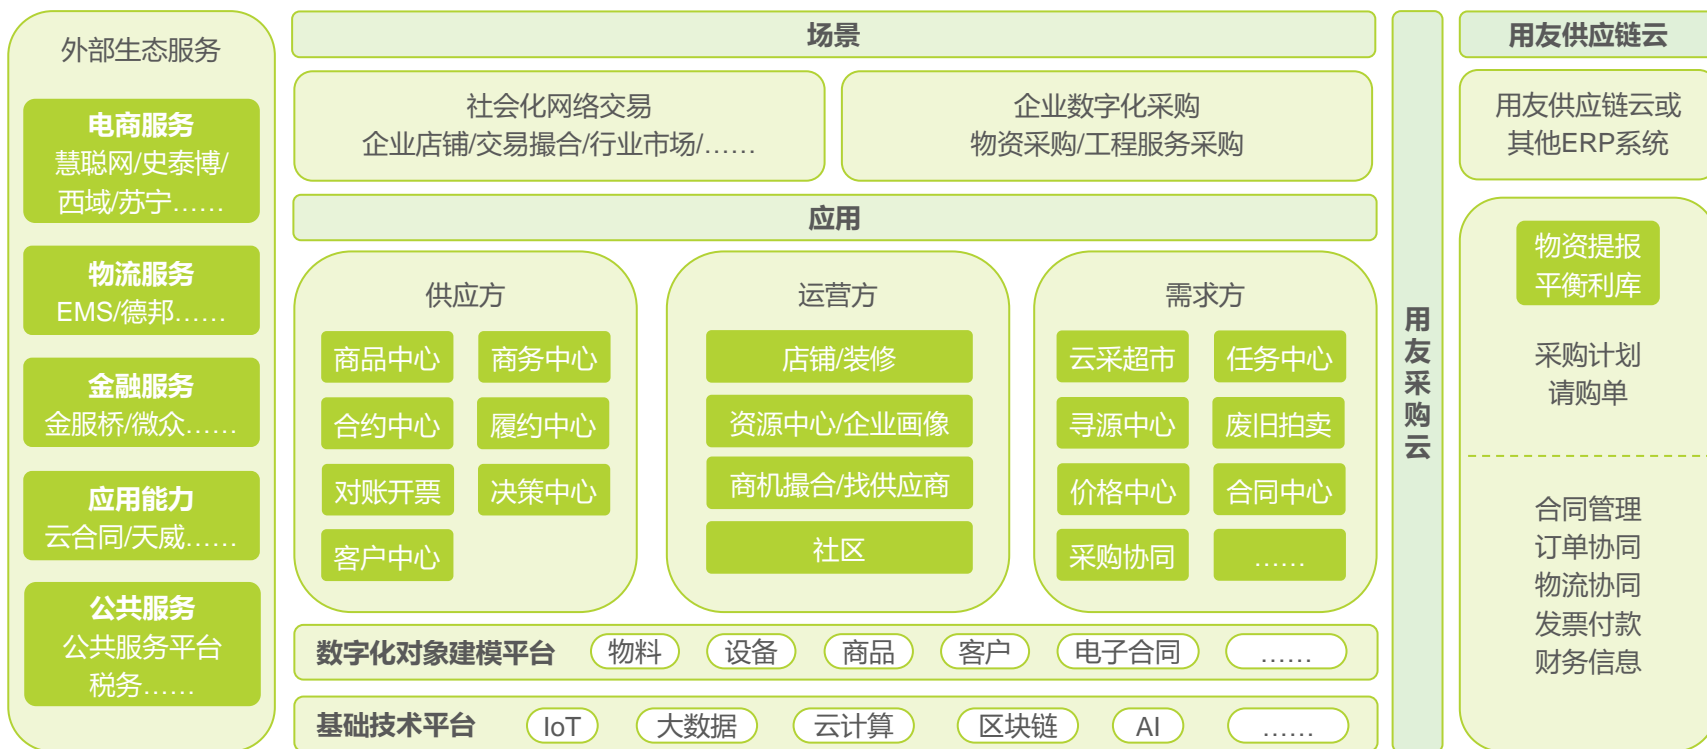 外部生态服务
电商服务
慧聪网/史泰博/
西域/苏宁……
物流服务
EMS/德邦……
金融服务
金服桥/微众……
应用能力
云合同/天威……
公共服务
公共服务平台
税务……
场景
社会化网络交易
企业店铺/交易撮合/行业市场/……
企业数字化采购
物资采购/工程服务采购
应用
供应方
商品中心 商务中心
合约中心 履约中心
对账开票 决策中心
客户中心
运营方
店铺/装修
资源中心/企业画像
商机撮合/找供应商
社区
需求方
云采超市 任务中心
寻源中心 废旧拍卖
价格中心 合同中心
采购协同 ……
数字化对象建模平台 物料 设备 商品 客户 电子合同 ……
基础技术平台 IoT 大数据 云计算 区块链 AI ……
用友采购云
用友供应链云
用友供应链云或
其他ERP系统
物资提报
平衡利库
采购计划
请购单
合同管理
订单协同
物流协同
发票付款
财务信息